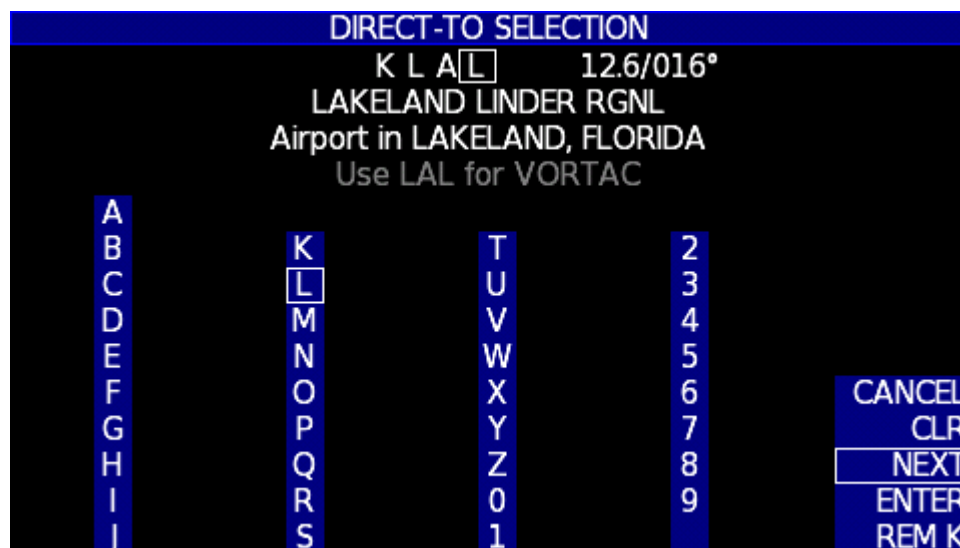 DIRECT-TO SELECTION
K L A L 12.6/016°
LAKELAND LINDER RGNL
Airport in LAKELAND, FLORIDA
Use LAL for VORTAC
A
B K T 2
C L U 3
D M V 4
E N W 5
F O X 6 CANCEL
G P Y 7 CLR
H Q Z 8 NEXT
I R 0 9 ENTER
J S 1 REM K